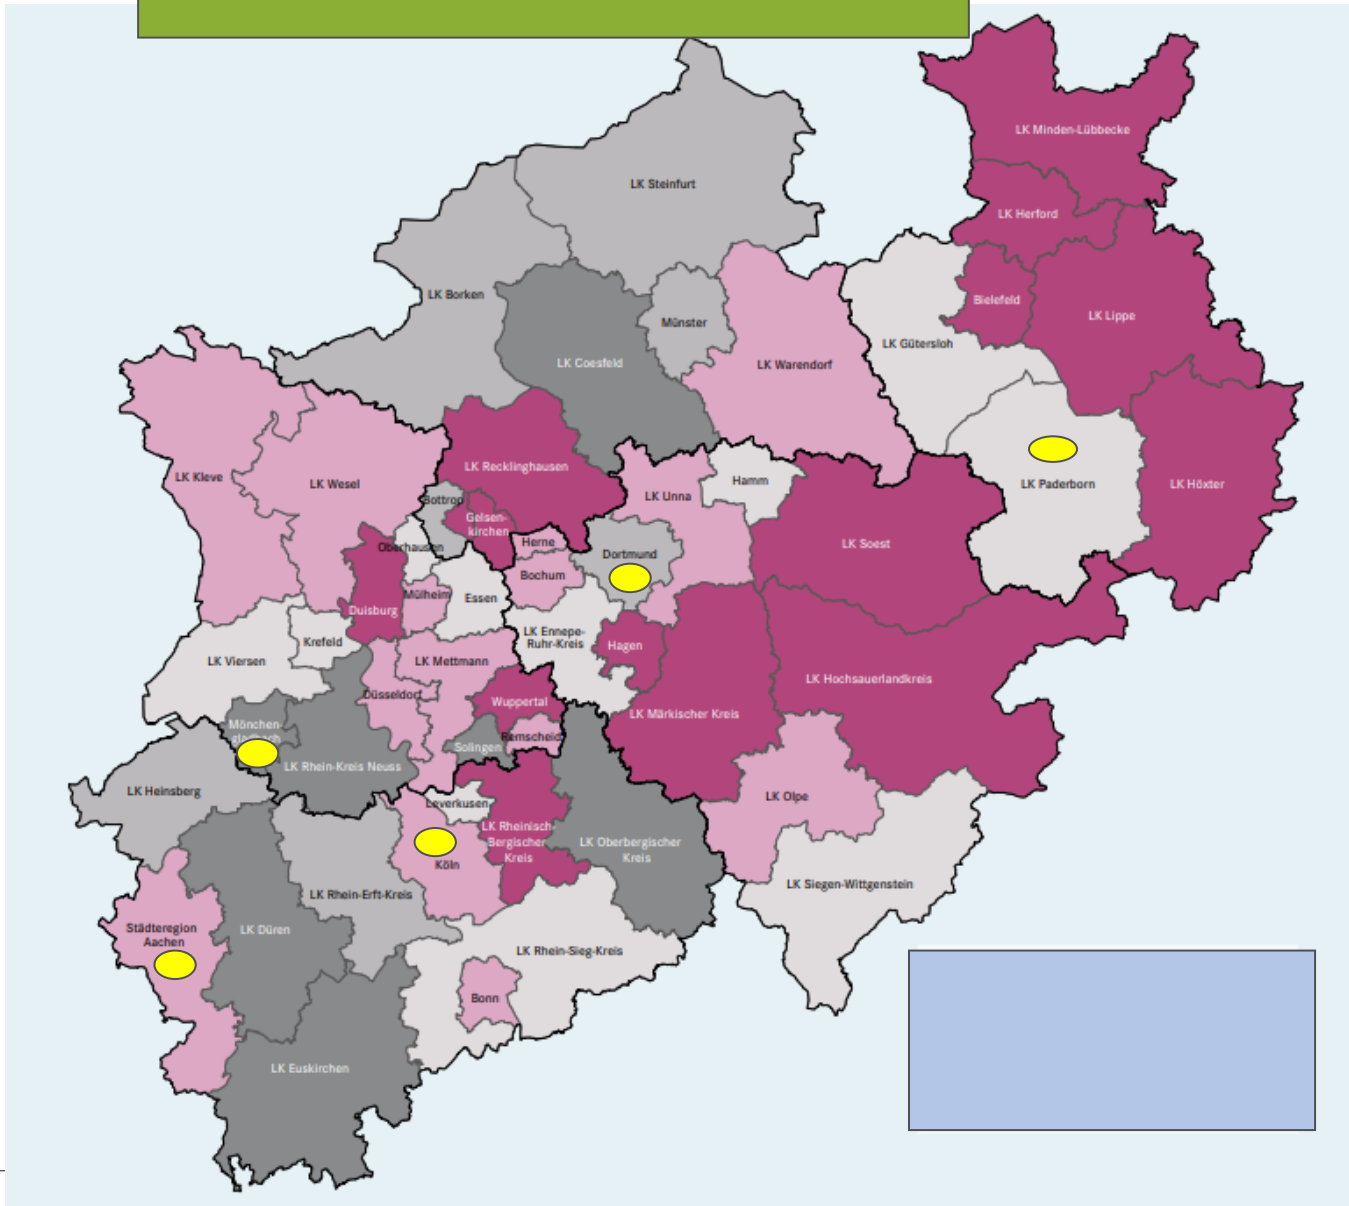 LK Minden-Lübbecke
LK Steinfurt
LK Herford
LK Borken
Bielefeld
LK Lippe
Münster
LK Gütersloh
LK Coesfeld
LK Warendorf
LK Recklinghausen
LK Kleve
LK Wesel
Hamm
LK Paderborn
LK Höxter
LK Unna
Bottrop
Gelsen-
kirchen
Herne
LK Soest
Oberhausen
Dortmund
Bochum
Mülheim
Essen
Duisburg
LK Ennepe-
Ruhr-Kreis
Krefeld
Hagen
LK Viersen
LK Mettmann
LK Hochsauerlandkreis
Düsseldorf
Wuppertal
LK Märkischer Kreis
Mönchen-
gladbach
Remscheid
Solingen
LK Rhein-Kreis Neuss
LK Heinsberg
LK Olpe
Leverkusen
LK Rheinisch-
Bergischer
Kreis
LK Oberbergischer
Kreis
Köln
LK Siegen-Wittgenstein
LK Rhein-Erft-Kreis
Städteregion
Aachen
LK Düren
LK Rhein-Sieg-Kreis
Bonn
LK Euskirchen